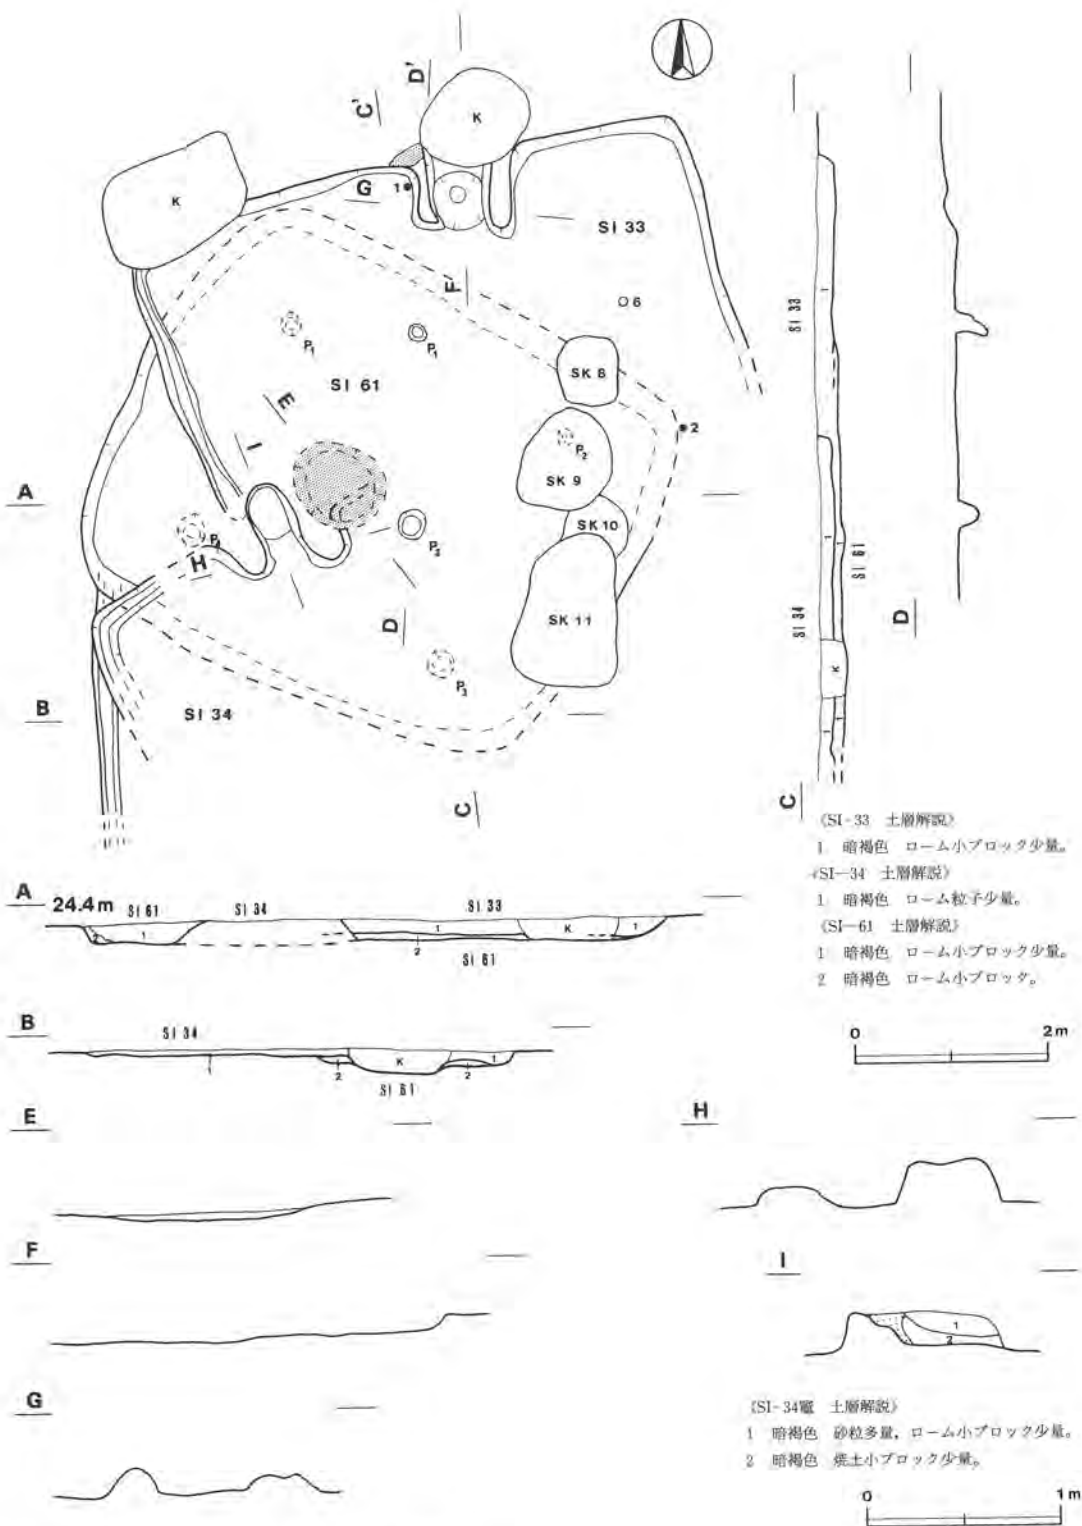 D'
C'
K
K
1
G
SI 33
F
6
P1
P1
SI 61
SK 8
E
2
P2
SK 9
I
A
SK 10
P3
H
SK 11
D
P3
B
SI 34
C
D
SI 33
1
1
1
SI 61
SI 34
K
1
1
D
C
《SI-33 土層解説》
1 暗褐色 ローム小ブロック少量。
《SI—34 土層解説》
1 暗褐色 ローム粒子少量。
《SI—61 土層解説》
1 暗褐色 ローム小ブロック少量。
2 暗褐色 ローム小ブロック。
A
24.4m
SI 61
SI 34
SI 33
2
1
1
K
1
2
SI 61
B
SI 34
1
2
K
1
2
SI 61
0 2m
E
H
F
I
1
2
G
《SI-34竈 土層解説》
1 暗褐色 砂粒多量，ローム小ブロック少量。
2 暗褐色 焼土小ブロック少量。
0 1m